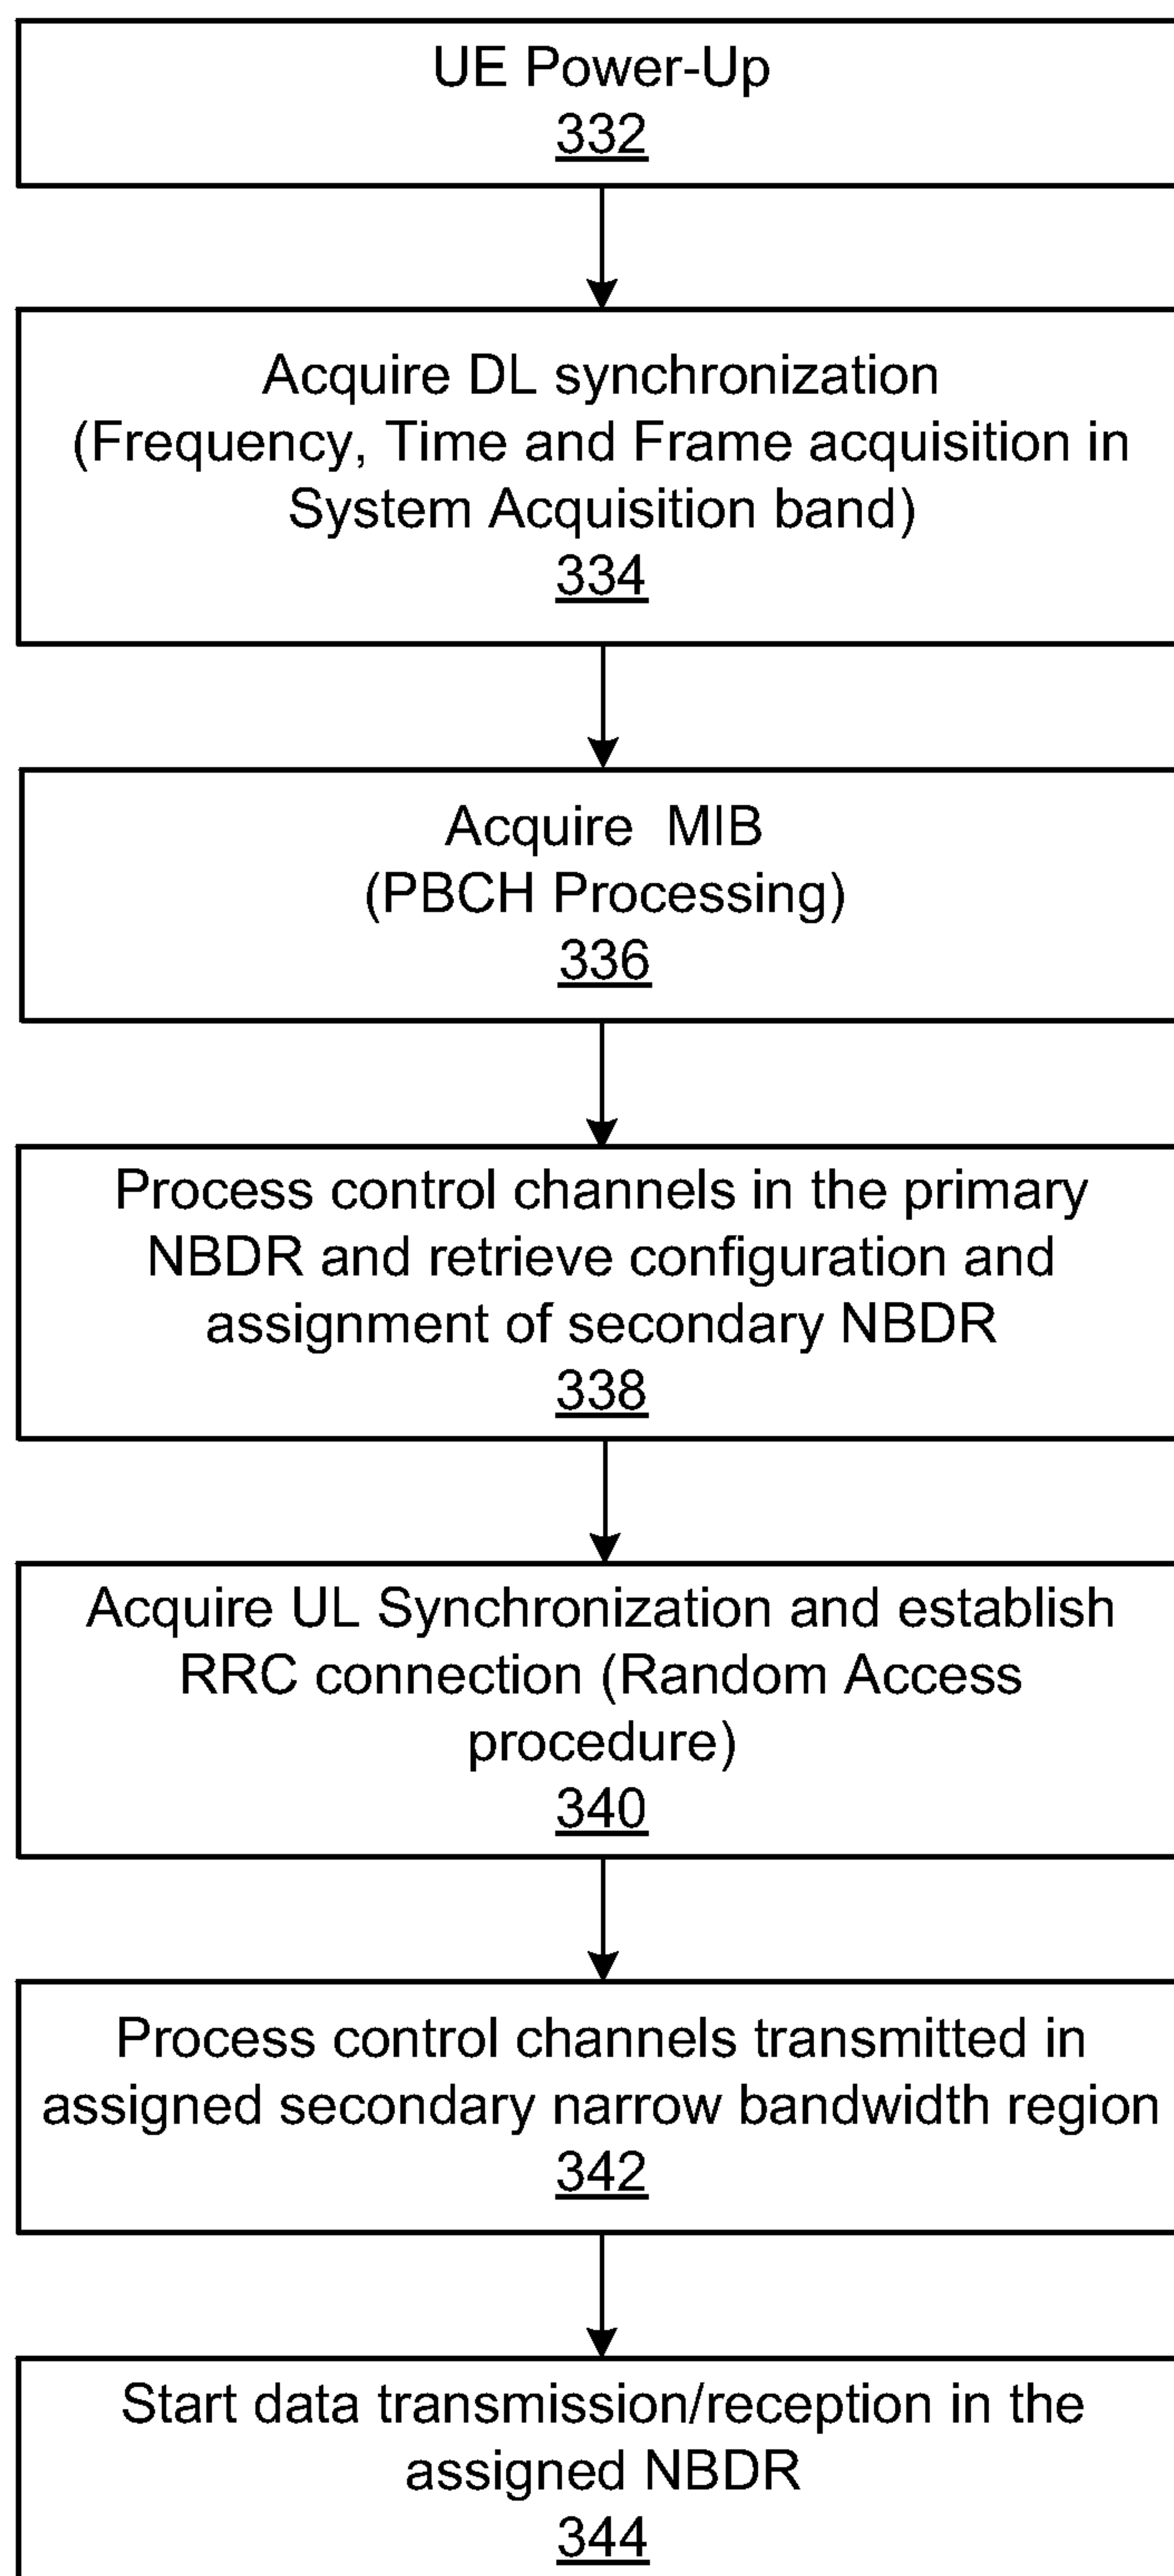 UE Power-Up
332
Acquire DL synchronization
(Frequency, Time and Frame acquisition in
System Acquisition band)
334
Acquire MIB
(PBCH Processing)
336
Process control channels in the primary
NBDR and retrieve configuration and
assignment of secondary NBDR
338
Acquire UL Synchronization and establish
RRC connection (Random Access
procedure)
340
Process control channels transmitted in
assigned secondary narrow bandwidth region
342
Start data transmission/reception in the
assigned NBDR
344